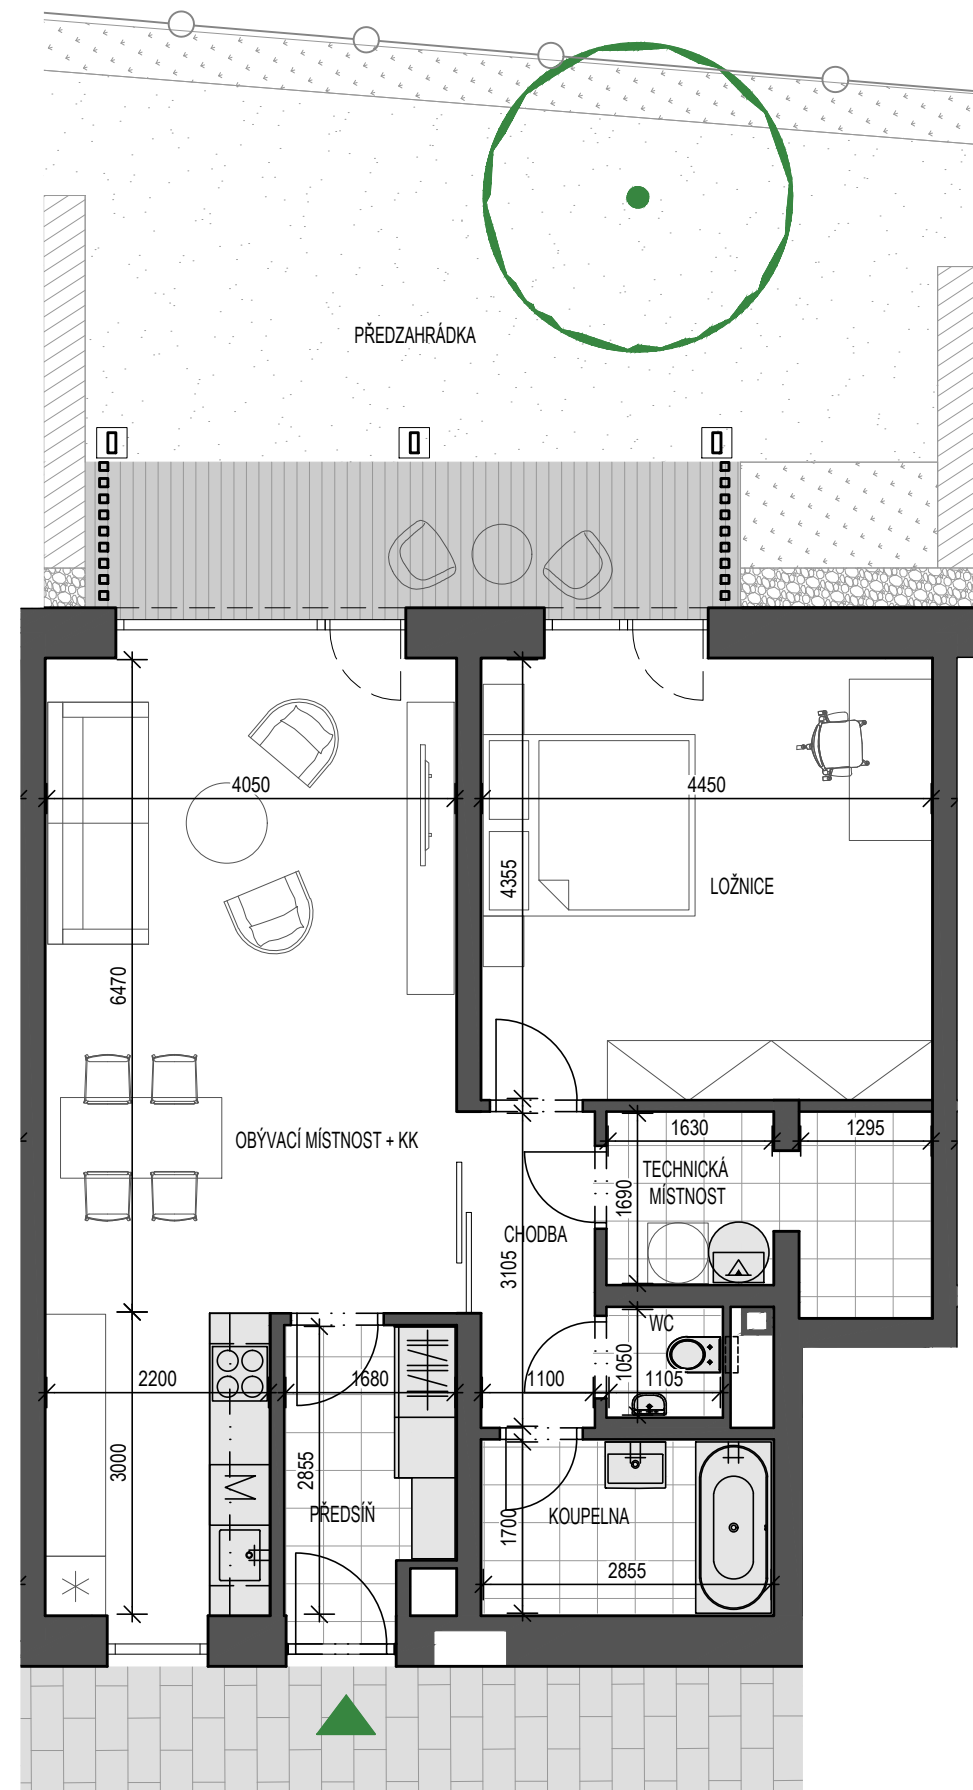 PŘEDZAHRÁDKA
4050
4450
4355
LOŽNICE
6470
OBÝVACÍ MÍSTNOST + KK
1630
1295
TECHNICKÁ
MÍSTNOST
1690
CHODBA
3105
WC
1050
2200
1680
1100
1105
3000
2855
M
PŘEDSÍŇ
1700
KOUPELNA
2855